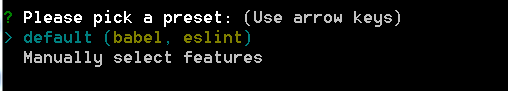 ? Please pick a preset: (Use arrow keys)
> default (babel, eslint)
Manually select features